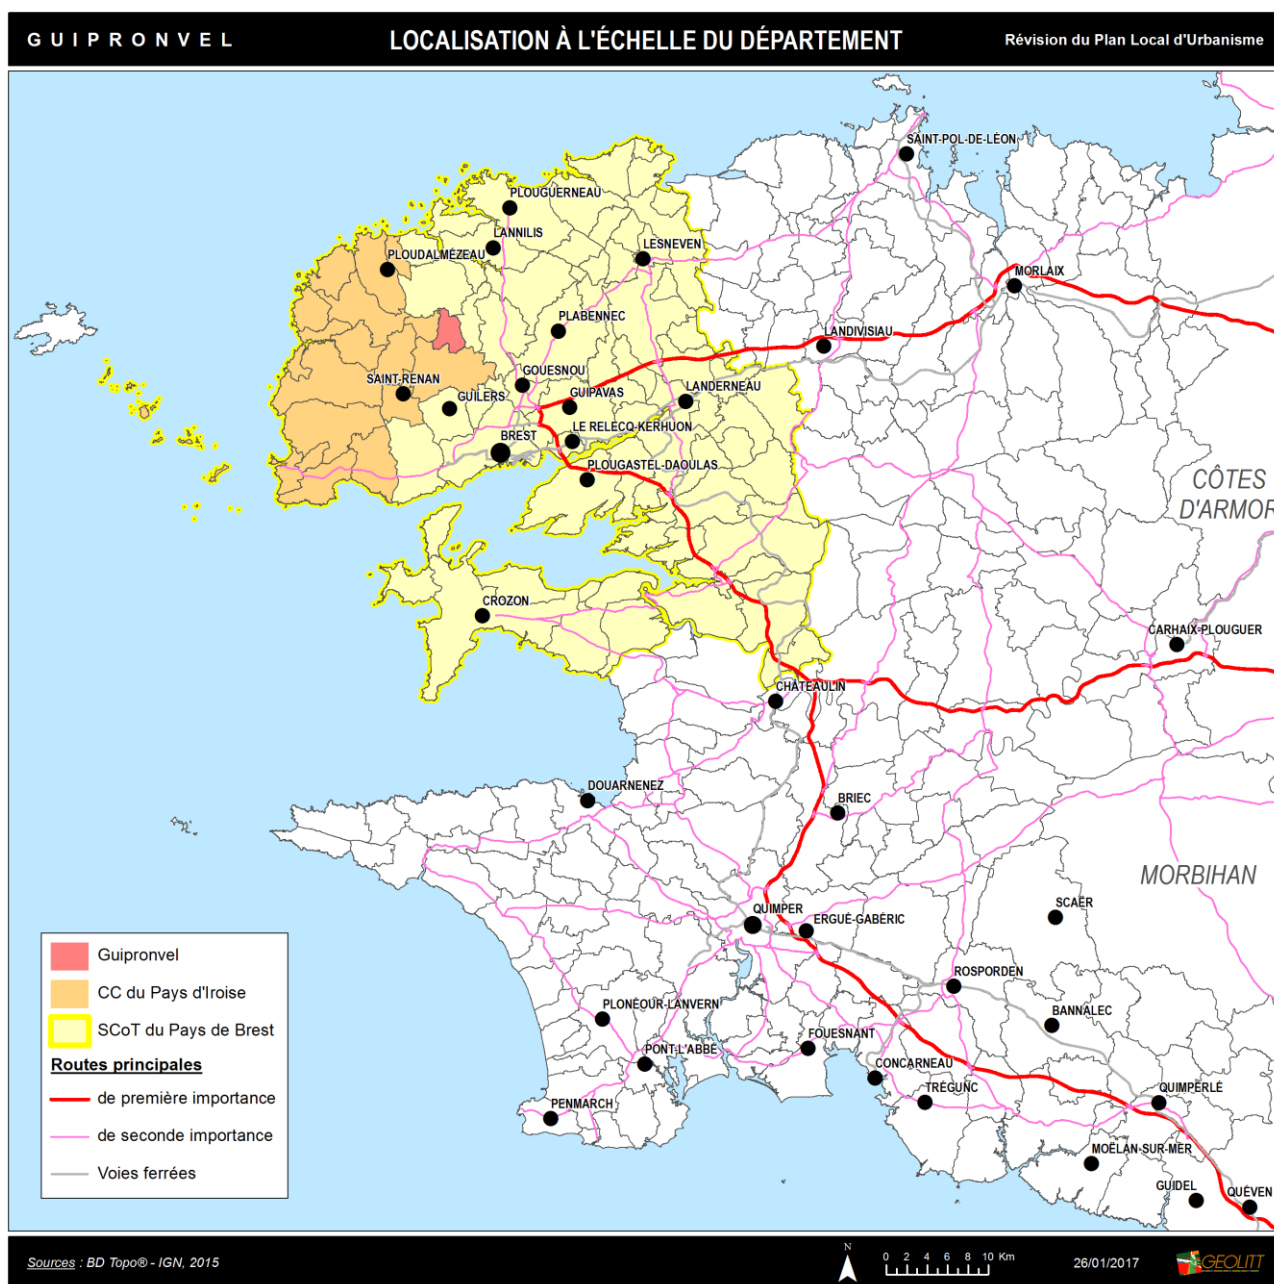 GUIPRONVEL
LOCALISATION À L'ÉCHELLE DU DÉPARTEMENT
Révision du Plan Local d'Urbanisme
SAINT-POL-DE-LÉON
PLOUGUERNEAU
LANNILIS
LESNEVEN
PLOUDALMÉZEAU
MORLAIX
PLABENNEC
LANDIVISIAU
GOUESNOU
SAINT-RENAN
GUILERS
GUIPAVAS
LANDERNEAU
LE RELECQ-KERHUON
BREST
PLOUGASTEL-DAOULAS
CÔTES
D'ARMOR
CROZON
CARHAIX-PLOUGUER
CHÂTEAULIN
DOUARNENEZ
BRIEC
MORBIHAN
SCAËR
QUIMPER
ERGUÉ-GABÉRIC
ROSPORDEN
PLONÉOUR-LANVERN
BANNALEC
FOUESNANT
PONT-L'ABBÉ
CONCARNEAU
TRÉGUNC
QUIMPERLÉ
PENMARCH
MOËLAN-SUR-MER
GUIDEL
QUÉVEN
Guipronvel
CC du Pays d'Iroise
SCoT du Pays de Brest
Routes principales
de première importance
de seconde importance
Voies ferrées
Sources : BD Topo® - IGN, 2015
N
0 2 4 6 8 10 Km
26/01/2017
GEOLITT